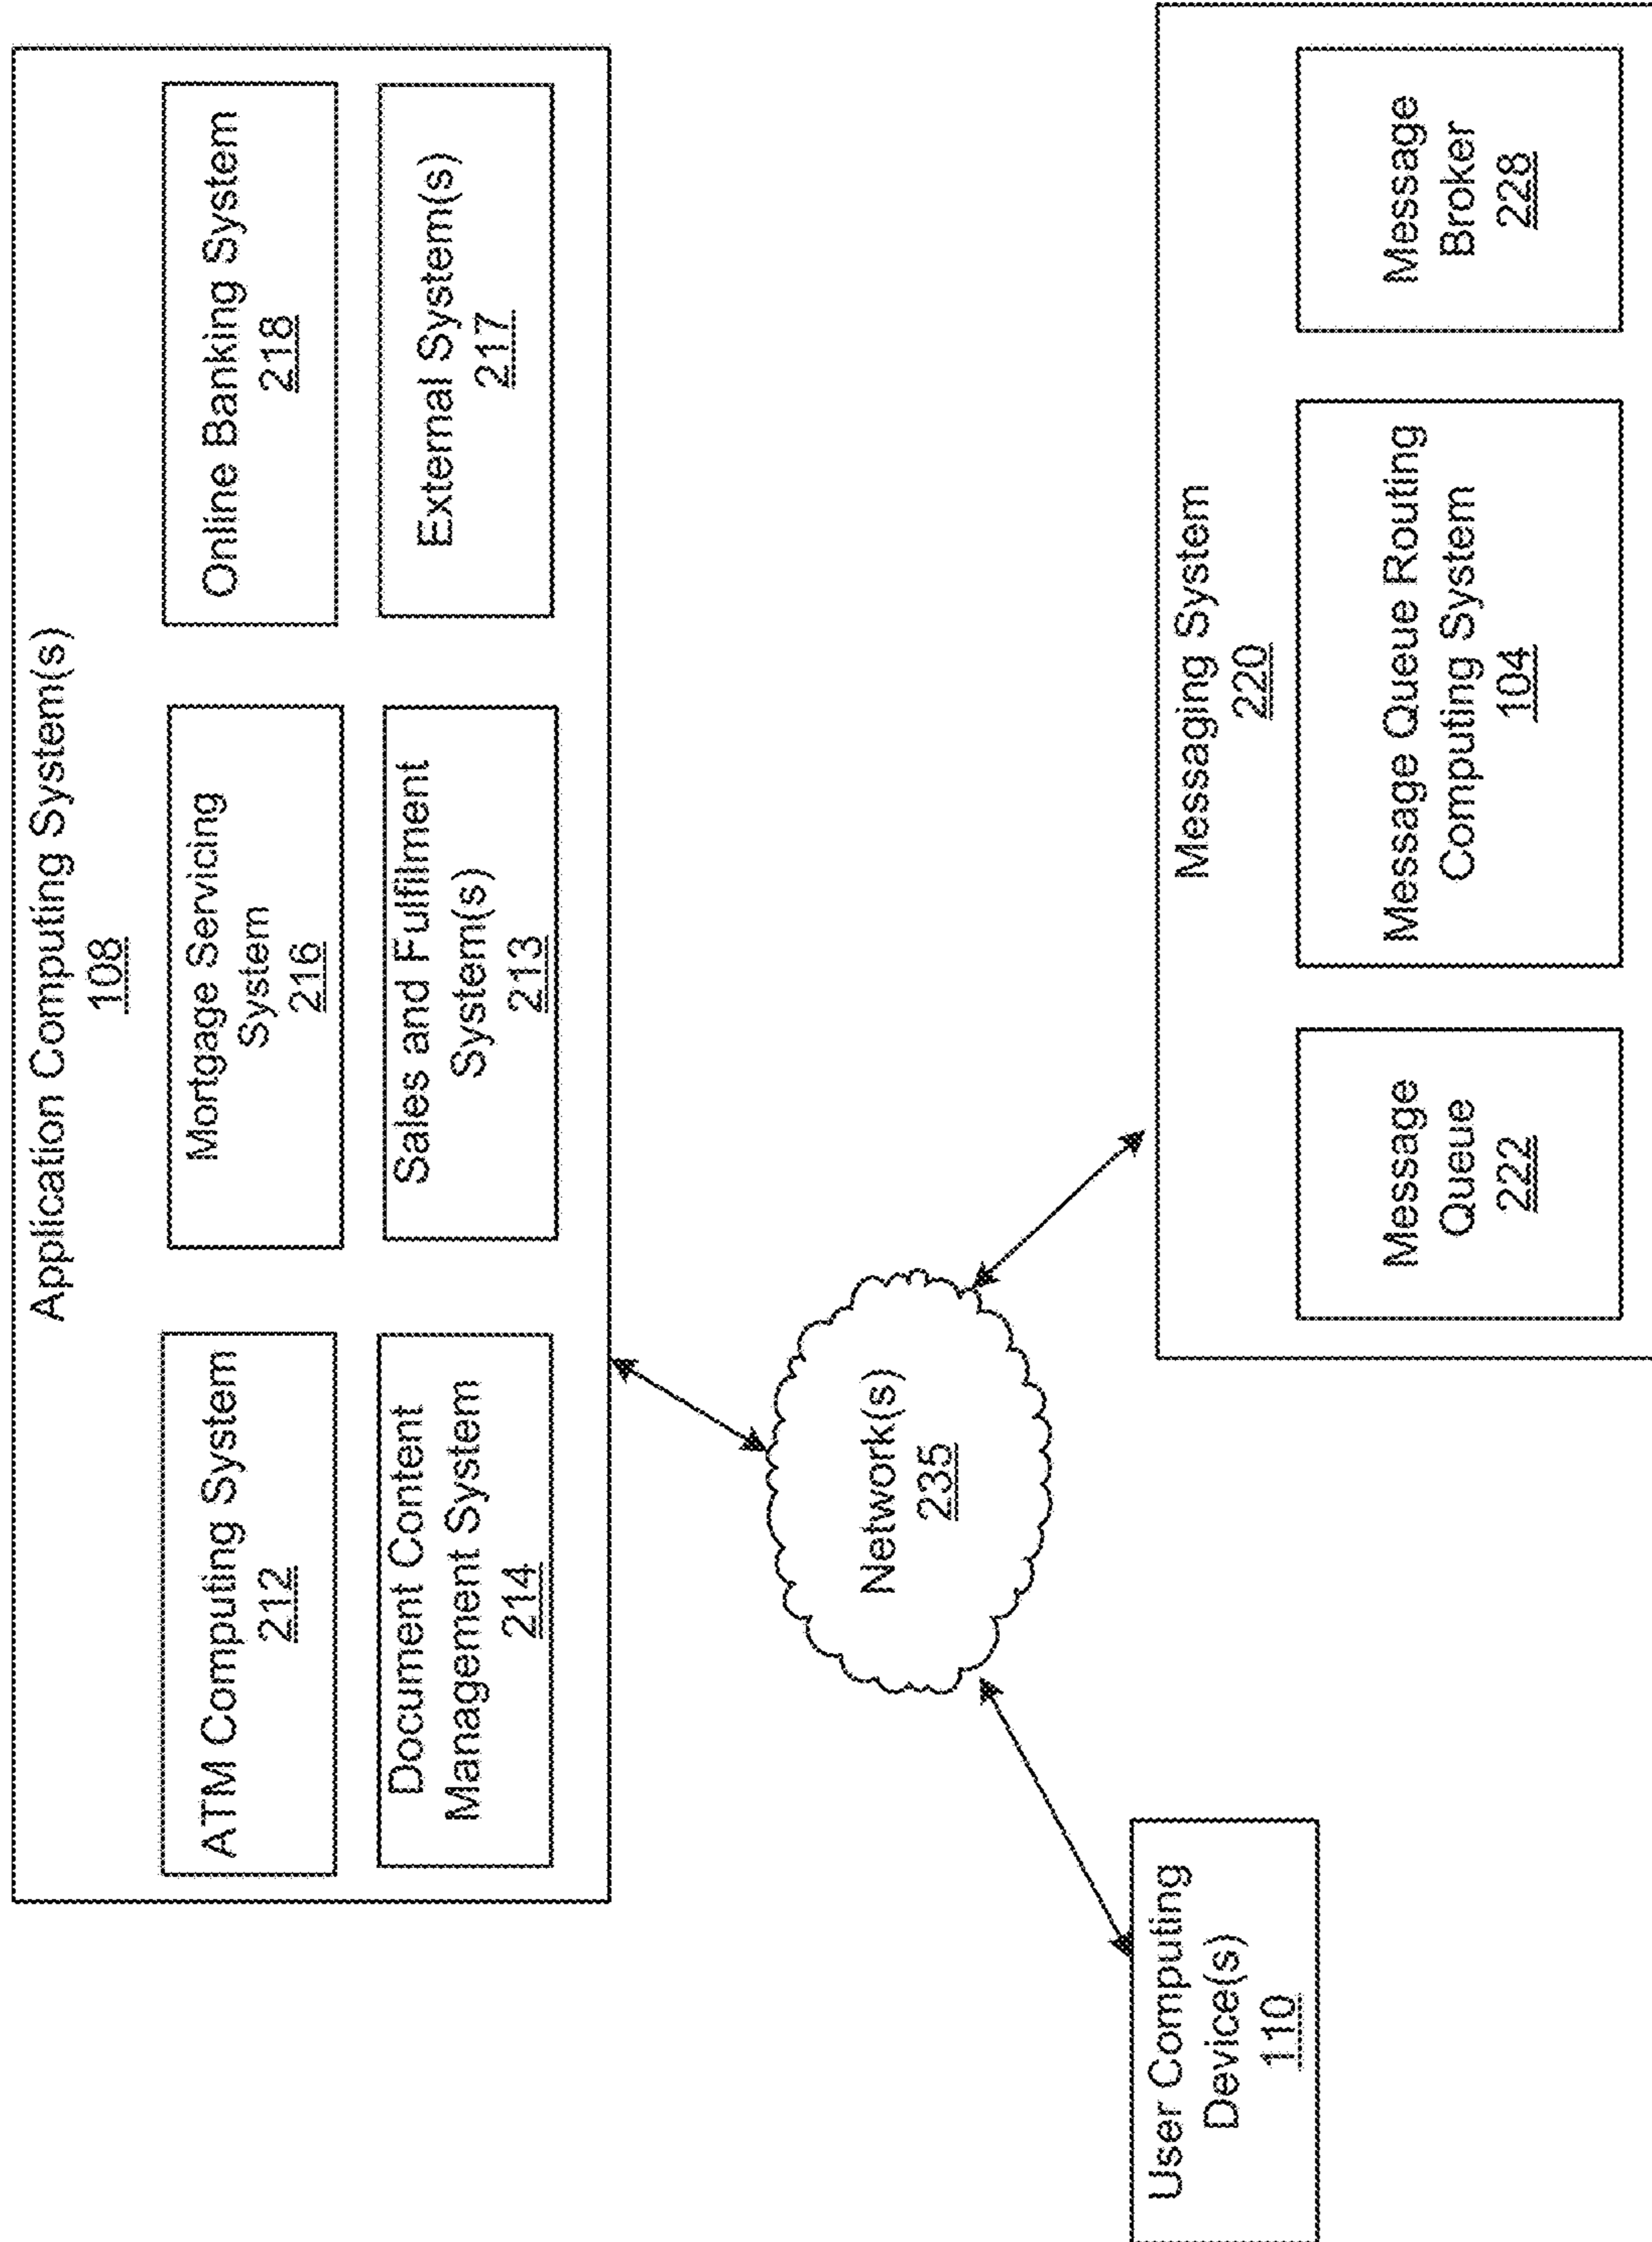 Application Computing System(s)
108
ATM Computing System
212
Mortgage Servicing
System
216
Online Banking System
218
Document Content
Management System
214
Sales and Fulfillment
System(s)
213
External System(s)
217
Network(s)
235
User Computing
Device(s)
110
Messaging System
220
Message
Queue
222
Message Queue Routing
Computing System
104
Message
Broker
228